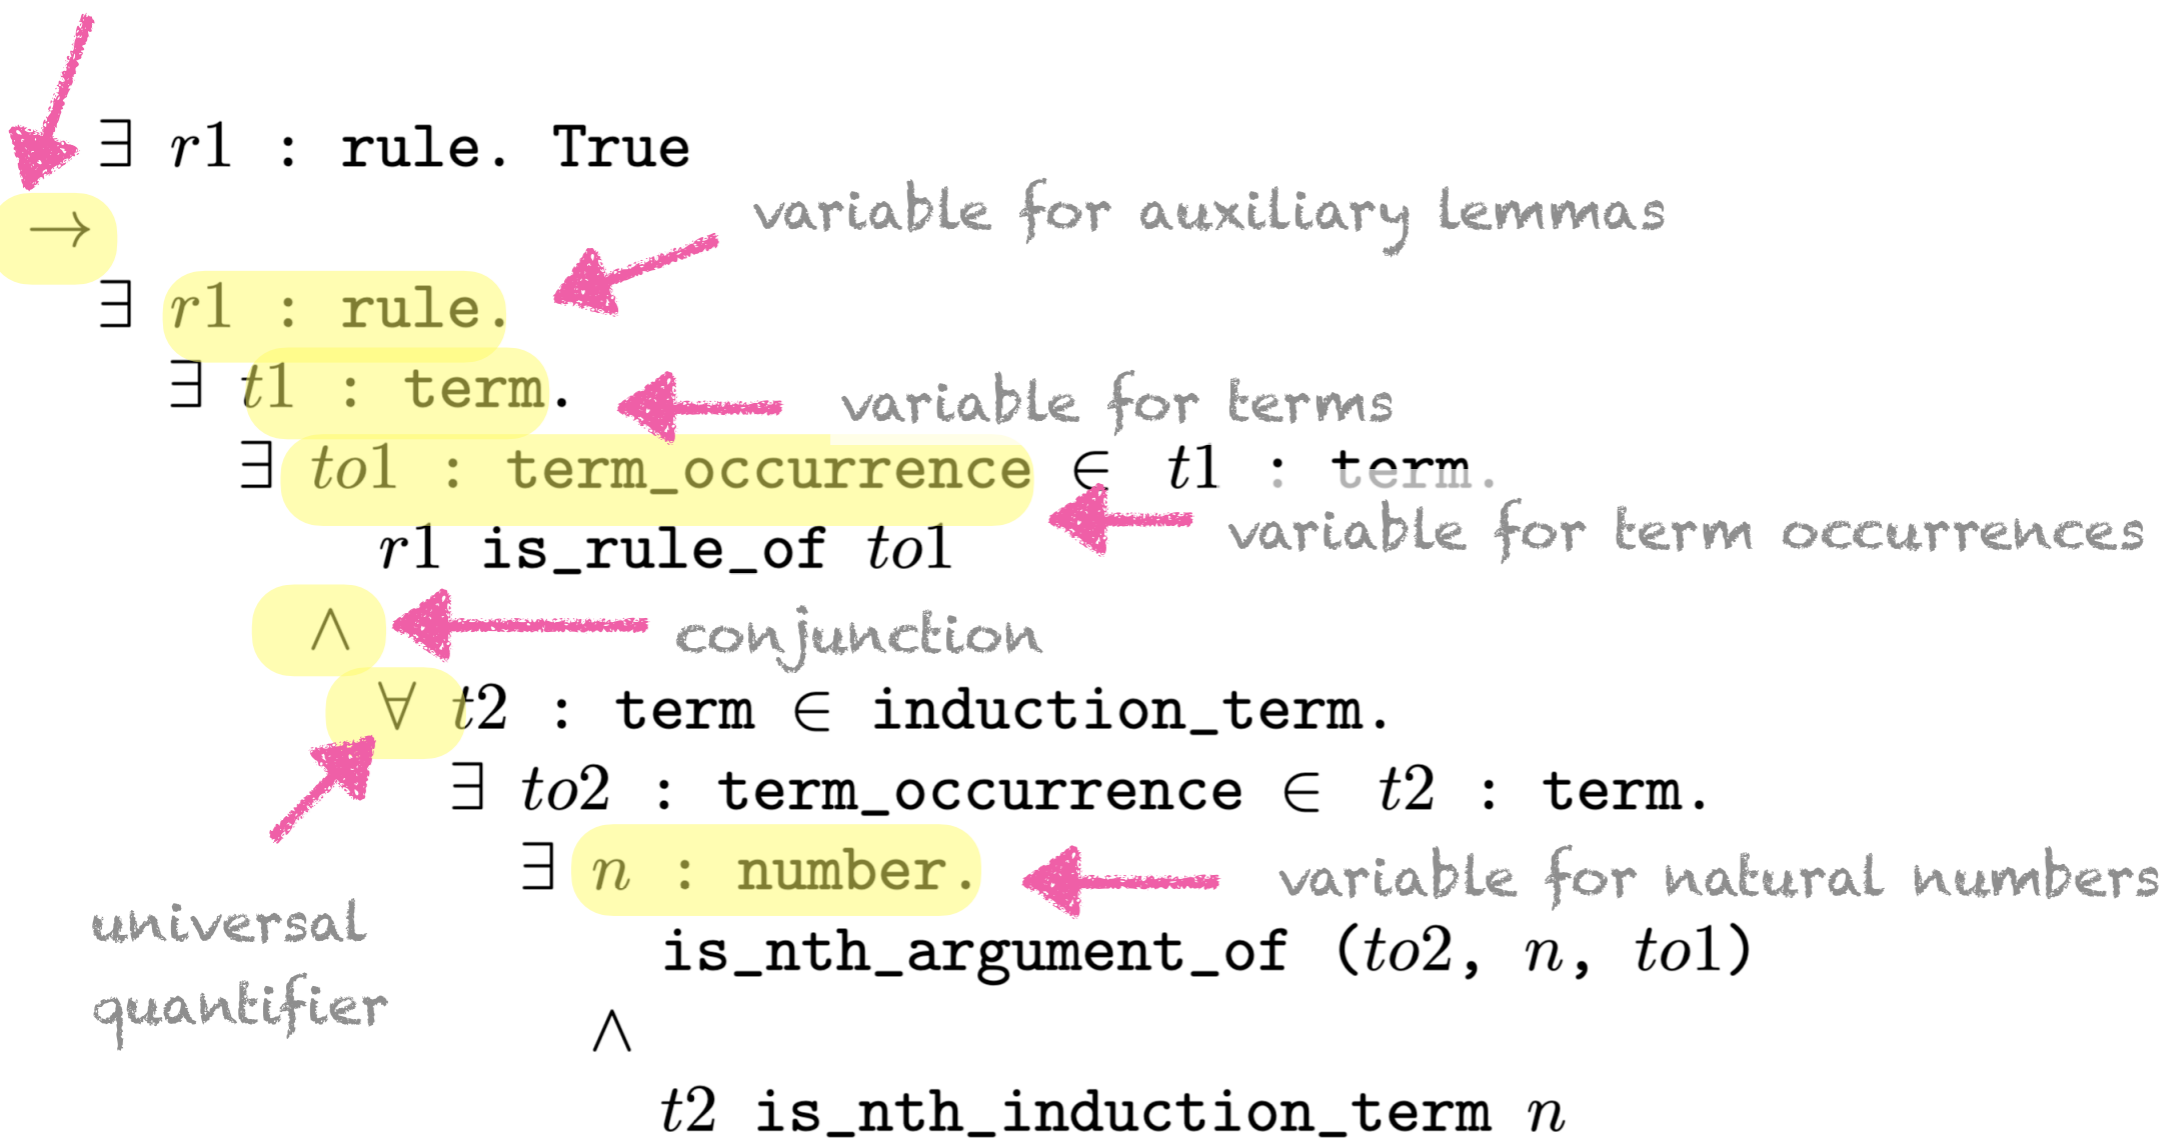 ∃ r1 : rule. True
→
variable for auxiliary lemmas
∃ r1 : rule.
∃ t1 : term.
variable for terms
∃ to1 : term_occurrence ∈ t1 : term.
variable for term occurrences
r1 is_rule_of to1
∧
conjunction
∀ t2 : term ∈ induction_term.
∃ to2 : term_occurrence ∈ t2 : term.
∃ n : number.
variable for natural numbers
universal
quantifier
is_nth_argument_of (to2, n, to1)
∧
t2 is_nth_induction_term n